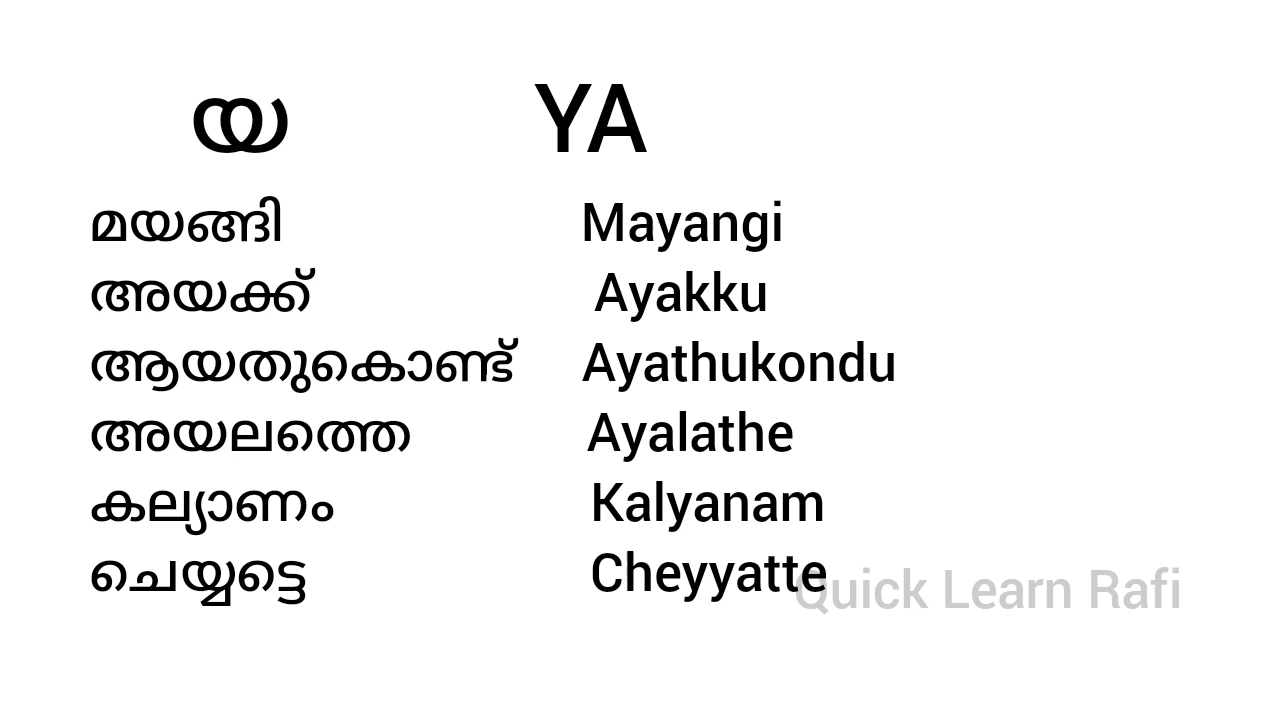 യ YA
മയങ്ങി Mayangi
അയക്ക് Ayakku
ആയതുകൊണ്ട് Ayathukondu
അയലത്തെ Ayalathe
കല്യാണം Kalyanam
ചെയ്യട്ടെ Cheyyatte
Quick Learn Rafi